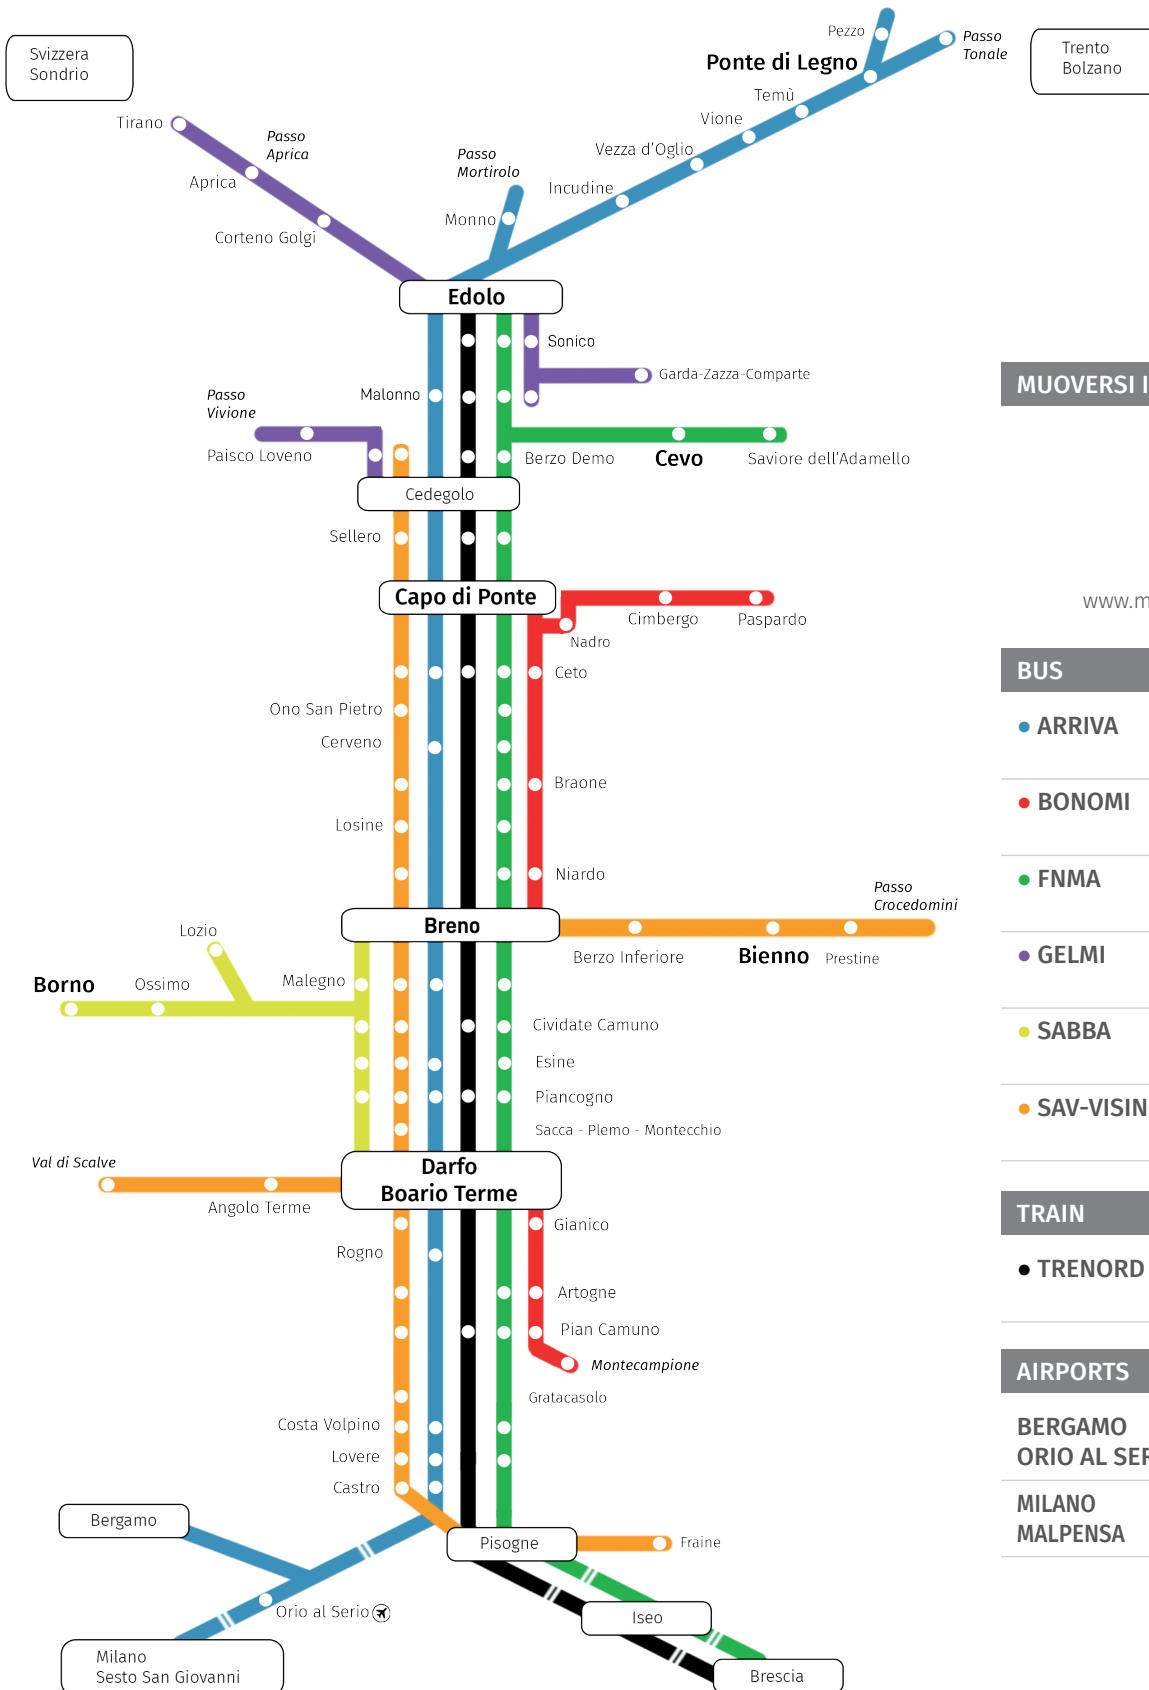 Svizzera
Sondrio
Pezzo
Passo
Tonale
Trento
Bolzano
Ponte di Legno
Temù
Vione
Vezza d'Oglio
Incudine
Tirano
Passo
Aprica
Aprica
Corteno Golgi
Passo
Mortirolo
Monno
Edolo
Sonico
Garda-Zazza-Comparte
Malonno
Passo
Vivione
Paisco Loveno
Berzo Demo
Cevo
Saviore dell'Adamello
Cedegolo
Sellero
Capo di Ponte
Cimbergo
Paspardo
Nadro
Ceto
Ono San Pietro
Cerveno
Braone
Losine
Niardo
Passo
Crocedomini
Breno
Berzo Inferiore
Bienno
Prestine
Lozio
Borno
Ossimo
Malegno
Cividate Camuno
Esine
Piancogno
Sacca - Plemo - Montecchio
Val di Scalve
Angolo Terme
Darfo
Boario Terme
Gianico
Rogno
Artogne
Pian Camuno
Montecampione
Gratacasolo
Costa Volpino
Lovere
Castro
Bergamo
Pisogne
Fraine
Orio al Serio
Iseo
Milano
Sesto San Giovanni
Brescia
MUOVERSI I
www.m
BUS
ARRIVA
BONOMI
FNMA
GELMI
SABBA
SAV-VISIN
TRAIN
TRENORD
AIRPORTS
BERGAMO
ORIO AL SER
MILANO
MALPENSA